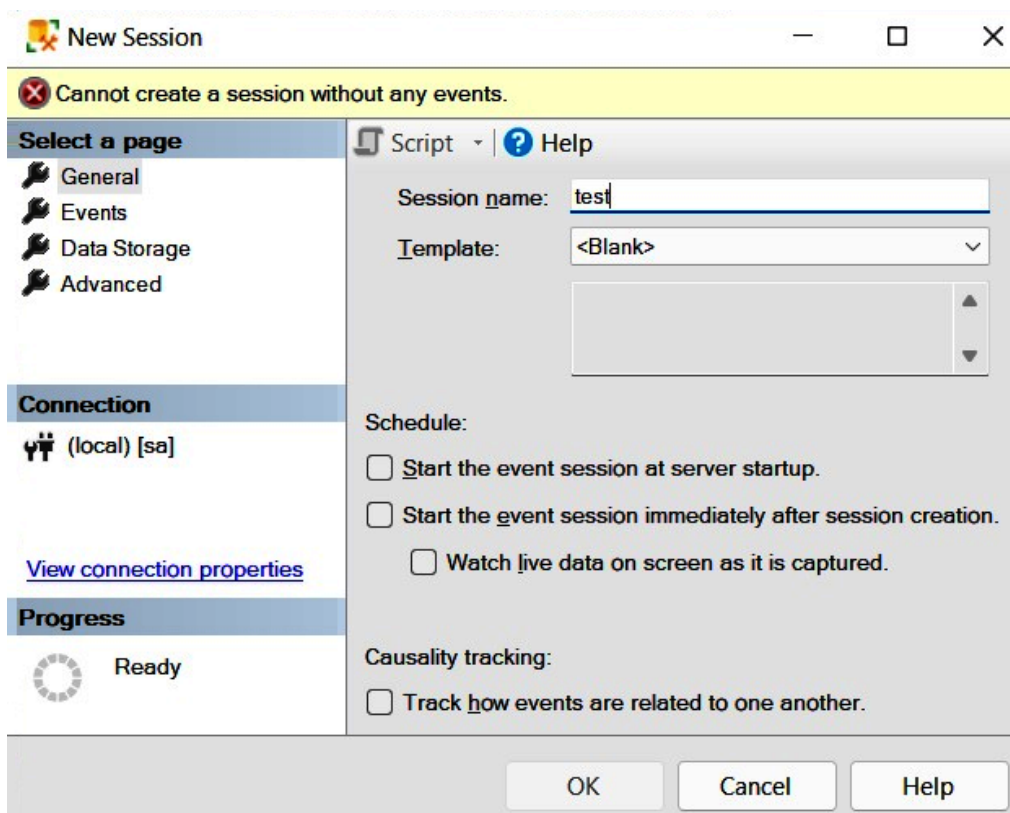 New Session
Cannot create a session without any events.
Select a page
General
Events
Data Storage
Advanced
Connection
(local) [sa]
View connection properties
Progress
Ready
Script
Help
Session name:
test
Template:
<Blank>
Schedule:
Start the event session at server startup.
Start the event session immediately after session creation.
Watch live data on screen as it is captured.
Causality tracking:
Track how events are related to one another.
OK
Cancel
Help